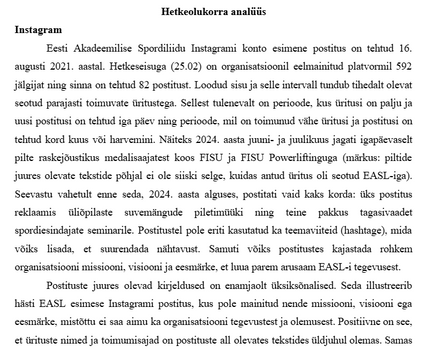 Hetkeolukorra analüüs
Instagram
Eesti Akadeemilise Spordiliidu Instagrami konto esimene postitus on tehtud 16.
augusti 2021. aastal. Hetkeseisuga (25.02) on organisatsioonil eelmainitud platvormil 592
jälgijat ning sinna on tehtud 82 postitust. Loodud sisu ja selle intervall tundub tihedalt olevat
seotud parajasti toimuvate üritustega. Sellest tulenevalt on perioode, kus üritusi on palju ja
uusi postitusi on tehtud iga päev ning perioode, mil on toimunud vähe üritusi ja postitusi on
tehtud kord kuus või harvemini. Näiteks 2024. aasta juuni- ja juulikuus jagati igapäevaselt
pilte raskejõustikus medalisaajatest koos FISU ja FISU Powerliftinguga (märkus: piltide
juures olevate tekstide põhjal ei ole siiski selge, kuidas antud üritus oli seotud EASL-iga).
Seevastu vahetult enne seda, 2024. aasta alguses, postitati vaid kaks korda: üks postitus
reklaamis üliõpilaste suvemängude piletimüüki ning teine pakkus tagasivaadet
spordiesindajate seminarile. Postitustel pole eriti kasutatud ka teemaviiteid (hashtage), mida
võiks lisada, et suurendada nähtavust. Samuti võiks postitustes kajastada rohkem
organisatsiooni missiooni, visiooni ja eesmärke, et luua parem arusaam EASL-i tegevusest.
Postituste juures olevad kirjeldused on enamjaolt üksiksõnalised. Seda illustreerib
hästi EASL esimese Instagrami postitus, kus pole mainitud nende missiooni, visiooni ega
eesmärke, mistõttu ei saa aimu ka organisatsiooni tegevustest ja olemusest. Positiivne on see,
et ürituste nimed ja toimumisajad on postituste all olevates tekstides üldjuhul olemas. Samas